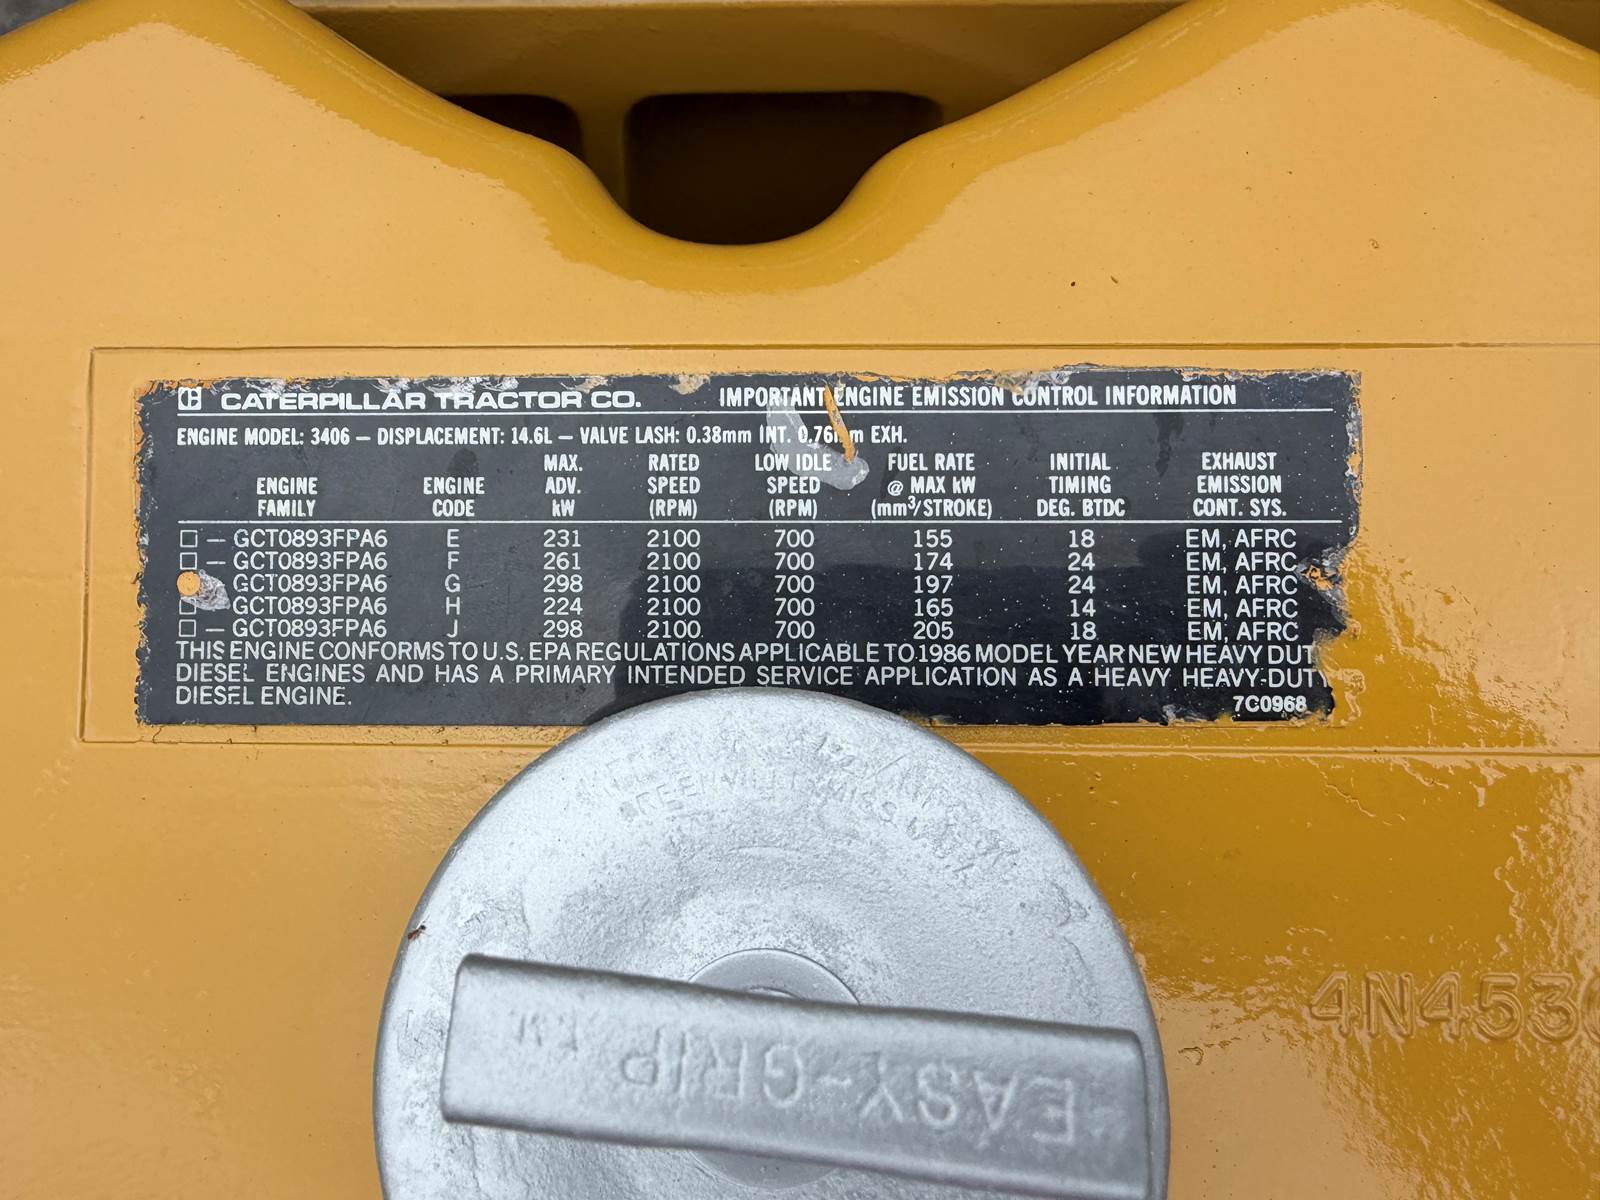 CATERPILLAR TRACTOR CO. IMPORTANT ENGINE EMISSION CONTROL INFORMATION
ENGINE MODEL: 3406 — DISPLACEMENT: 14.6L — VALVE LASH: 0.38mm INT. 0.76mm EXH.
ENGINE FAMILY ENGINE CODE MAX. ADV. kW RATED SPEED (RPM) LOW IDLE SPEED (RPM) FUEL RATE @ MAX kW (mm³/STROKE) INITIAL TIMING DEG. BTDC EXHAUST EMISSION CONT. SYS.
☐ — GCT0893FPA6 E 231 2100 700 155 18 EM, AFRC
☐ — GCT0893FPA6 F 261 2100 700 174 24 EM, AFRC
GCT0893FPA6 G 298 2100 700 197 24 EM, AFRC
☐ — GCT0893FPA6 H 224 2100 700 165 14 EM, AFRC
☐ — GCT0893FPA6 J 298 2100 700 205 18 EM, AFRC
THIS ENGINE CONFORMS TO U.S. EPA REGULATIONS APPLICABLE TO 1986 MODEL YEAR NEW HEAVY DUT
DIESEL ENGINES AND HAS A PRIMARY INTENDED SERVICE APPLICATION AS A HEAVY HEAVY-DUTY
DIESEL ENGINE.
7C0968
4N453
EASY-GRIP TM